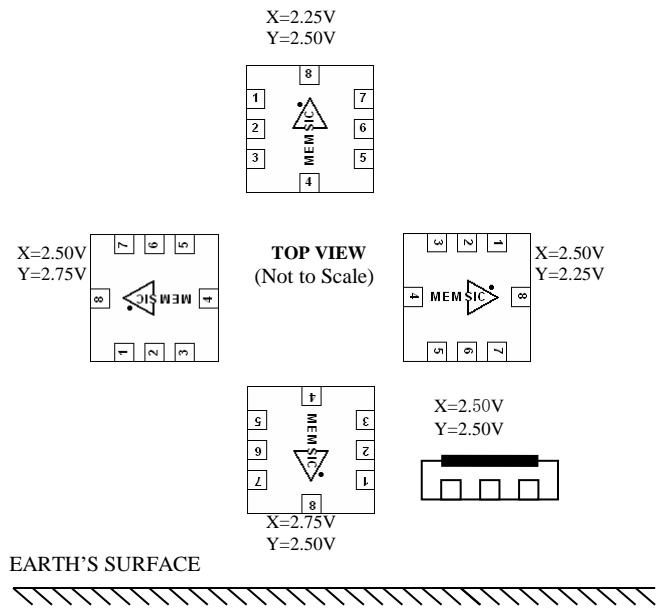 X=2.25V
Y=2.50V
8
1
7
2
6
3
5
4
MEMSIC
X=2.50V
Y=2.75V
7 6 5
8
MEMSIC
4
1 2 3
TOP VIEW
(Not to Scale)
3 2 1
4
MEMSIC
8
5 6 7
X=2.50V
Y=2.25V
4
5
3
6
2
7
1
MEMSIC
8
X=2.75V
Y=2.50V
X=2.50V
Y=2.50V
EARTH'S SURFACE